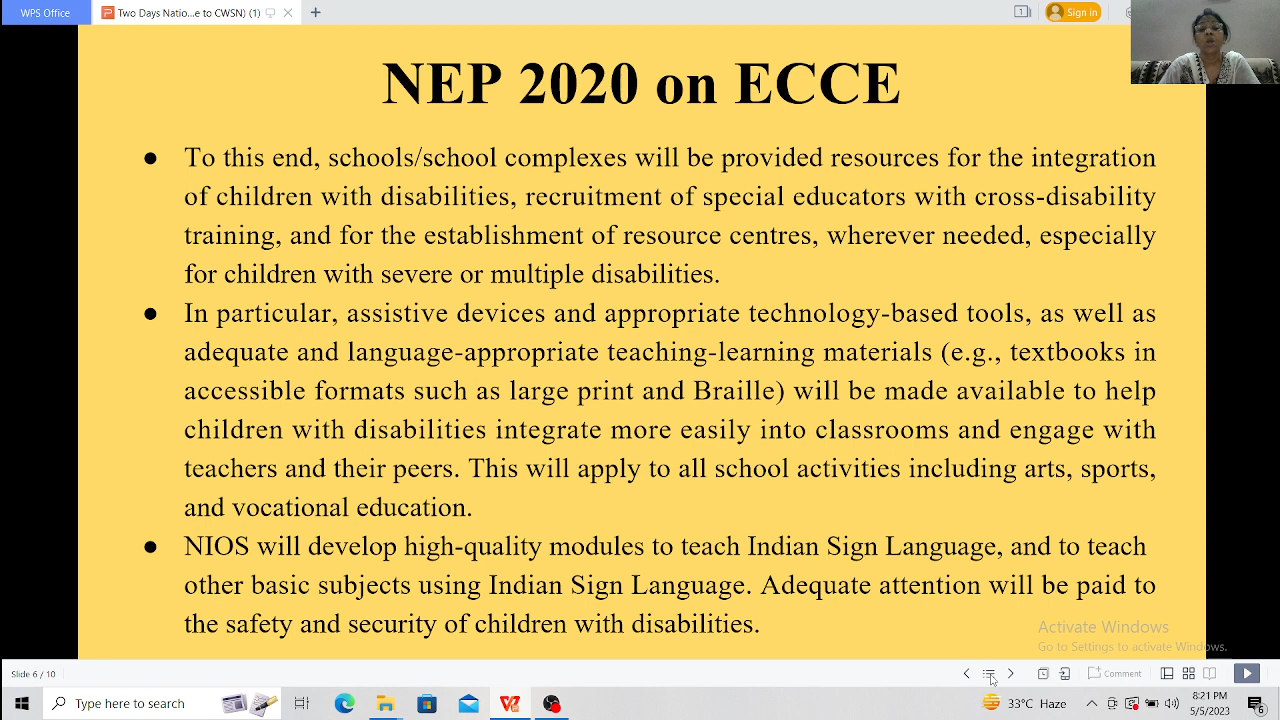 WPS Office
Two Days Natio...e to CWSN) (1)
1
Sign in
NEP 2020 on ECCE
● To this end, schools/school complexes will be provided resources for the integration
of children with disabilities, recruitment of special educators with cross-disability
training, and for the establishment of resource centres, wherever needed, especially
for children with severe or multiple disabilities.
● In particular, assistive devices and appropriate technology-based tools, as well as
adequate and language-appropriate teaching-learning materials (e.g., textbooks in
accessible formats such as large print and Braille) will be made available to help
children with disabilities integrate more easily into classrooms and engage with
teachers and their peers. This will apply to all school activities including arts, sports,
and vocational education.
● NIOS will develop high-quality modules to teach Indian Sign Language, and to teach
other basic subjects using Indian Sign Language. Adequate attention will be paid to
the safety and security of children with disabilities.
Activate Windows
Go to Settings to activate Windows.
Slide 6 / 10
Comment
Type here to search
33°C Haze
8:21 PM
5/5/2023
6